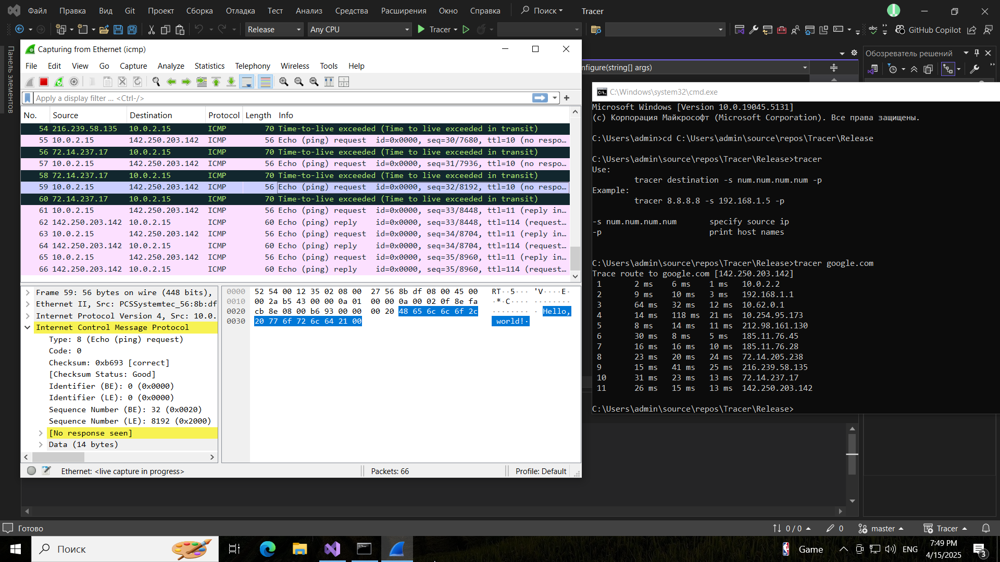 Файл Правка Вид Git Проект Сборка Отладка Тест Анализ Средства Расширения Окно Справка Поиск Tracer
Release Any CPU Tracer GitHub Copilot
Панель элементов
Capturing from Ethernet (icmp)
File Edit View Go Capture Analyze Statistics Telephony Wireless Tools Help
Apply a display filter … <Ctrl-/>
No. Source Destination Protocol Length Info
54 216.239.58.135 10.0.2.15 ICMP 70 Time-to-live exceeded (Time to live exceeded in transit)
55 10.0.2.15 142.250.203.142 ICMP 56 Echo (ping) request id=0x0000, seq=30/7680, ttl=10 (no respo…
56 72.14.237.17 10.0.2.15 ICMP 70 Time-to-live exceeded (Time to live exceeded in transit)
57 10.0.2.15 142.250.203.142 ICMP 56 Echo (ping) request id=0x0000, seq=31/7936, ttl=10 (no respo…
58 72.14.237.17 10.0.2.15 ICMP 70 Time-to-live exceeded (Time to live exceeded in transit)
59 10.0.2.15 142.250.203.142 ICMP 56 Echo (ping) request id=0x0000, seq=32/8192, ttl=10 (no respo…
60 72.14.237.17 10.0.2.15 ICMP 70 Time-to-live exceeded (Time to live exceeded in transit)
61 10.0.2.15 142.250.203.142 ICMP 56 Echo (ping) request id=0x0000, seq=33/8448, ttl=11 (reply in…
62 142.250.203.142 10.0.2.15 ICMP 60 Echo (ping) reply id=0x0000, seq=33/8448, ttl=114 (request…
63 10.0.2.15 142.250.203.142 ICMP 56 Echo (ping) request id=0x0000, seq=34/8704, ttl=11 (reply in…
64 142.250.203.142 10.0.2.15 ICMP 60 Echo (ping) reply id=0x0000, seq=34/8704, ttl=114 (request…
65 10.0.2.15 142.250.203.142 ICMP 56 Echo (ping) request id=0x0000, seq=35/8960, ttl=11 (reply in…
66 142.250.203.142 10.0.2.15 ICMP 60 Echo (ping) reply id=0x0000, seq=35/8960, ttl=114 (request…
Frame 59: 56 bytes on wire (448 bits),
Ethernet II, Src: PCSSystemtec_56:8b:df
Internet Protocol Version 4, Src: 10.0.
Internet Control Message Protocol
Type: 8 (Echo (ping) request)
Code: 0
Checksum: 0xb693 [correct]
[Checksum Status: Good]
Identifier (BE): 0 (0x0000)
Identifier (LE): 0 (0x0000)
Sequence Number (BE): 32 (0x0020)
Sequence Number (LE): 8192 (0x2000)
[No response seen]
Data (14 bytes)
0000 52 54 00 12 35 02 08 00 27 56 8b df 08 00 45 00 RT··5···'V····E·
0010 00 2a b5 43 00 00 0a 01 00 00 0a 00 02 0f 8e fa ·*·C············
0020 cb 8e 08 00 b6 93 00 00 00 20 48 65 6c 6c 6f 2c ········· Hello,
0030 20 77 6f 72 6c 64 21 00 world!·
Ethernet: <live capture in progress> Packets: 66 Profile: Default
nfigure(string[] args)
Обозреватель решений
C:\Windows\system32\cmd.exe
Microsoft Windows [Version 10.0.19045.5131]
(c) Корпорация Майкрософт (Microsoft Corporation). Все права защищены.
C:\Users\admin>cd C:\Users\admin\source\repos\Tracer\Release
C:\Users\admin\source\repos\Tracer\Release>tracer
Use:
tracer destination -s num.num.num.num -p
Example:
tracer 8.8.8.8 -s 192.168.1.5 -p
-s num.num.num.num specify source ip
-p print host names
C:\Users\admin\source\repos\Tracer\Release>tracer google.com
Trace route to google.com [142.250.203.142]
1 2 ms 6 ms 1 ms 10.0.2.2
2 9 ms 10 ms 3 ms 192.168.1.1
3 64 ms 32 ms 12 ms 10.62.0.1
4 14 ms 118 ms 21 ms 10.254.95.173
5 8 ms 14 ms 11 ms 212.98.161.130
6 30 ms 8 ms 5 ms 185.11.76.45
7 16 ms 16 ms 10 ms 185.11.76.28
8 23 ms 20 ms 24 ms 72.14.205.238
9 15 ms 41 ms 25 ms 216.239.58.135
10 31 ms 23 ms 13 ms 72.14.237.17
11 26 ms 15 ms 13 ms 142.250.203.142
C:\Users\admin\source\repos\Tracer\Release>
Готово 0 / 0 0 master Tracer
Поиск Game ENG 7:49 PM
4/15/2025 3